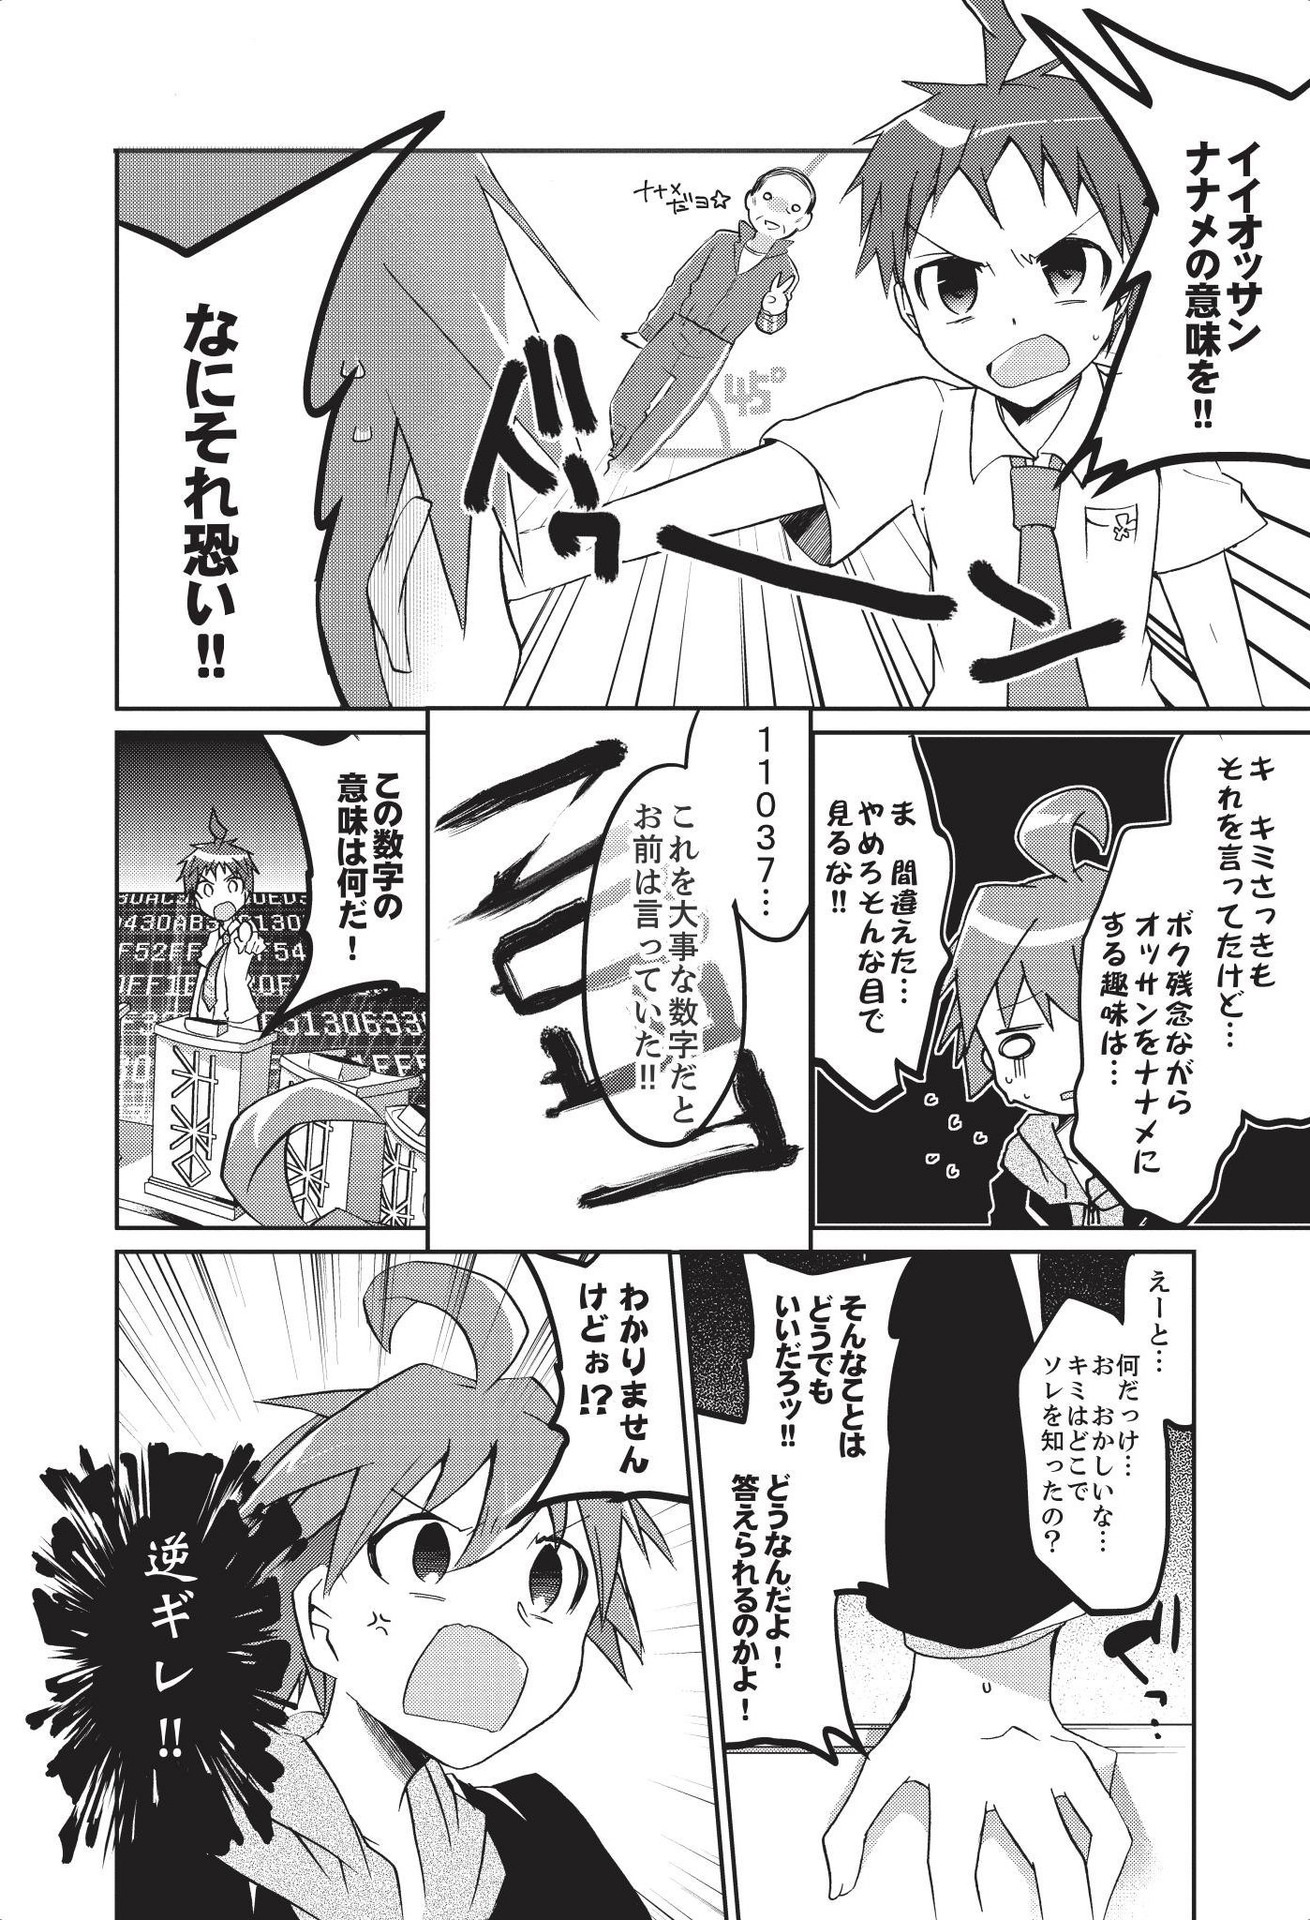 イイオッサン
ナナメの意味を!!
ナナメ
だヨ☆
45°
ズバーン
なにそれ恐い!!
キ キミさっきも
それを言ってたけど…
ボク残念ながら
オッサンをナナメに
する趣味は…
ま 間違えた…
やめろそんな目で
見るな!!
11037…
これを大事な数字だと
お前は言っていた!!
11037
この数字の
意味は何だ!
えーと…
何だっけ…
お おかしいな…
キミはどこで
ソレを知ったの?
ぐっ…
そんなことは
どうでも
いいだろッ!!
どうなんだよ!
答えられるのかよ!
わかりません
けどぉ!?
逆ギレ!!